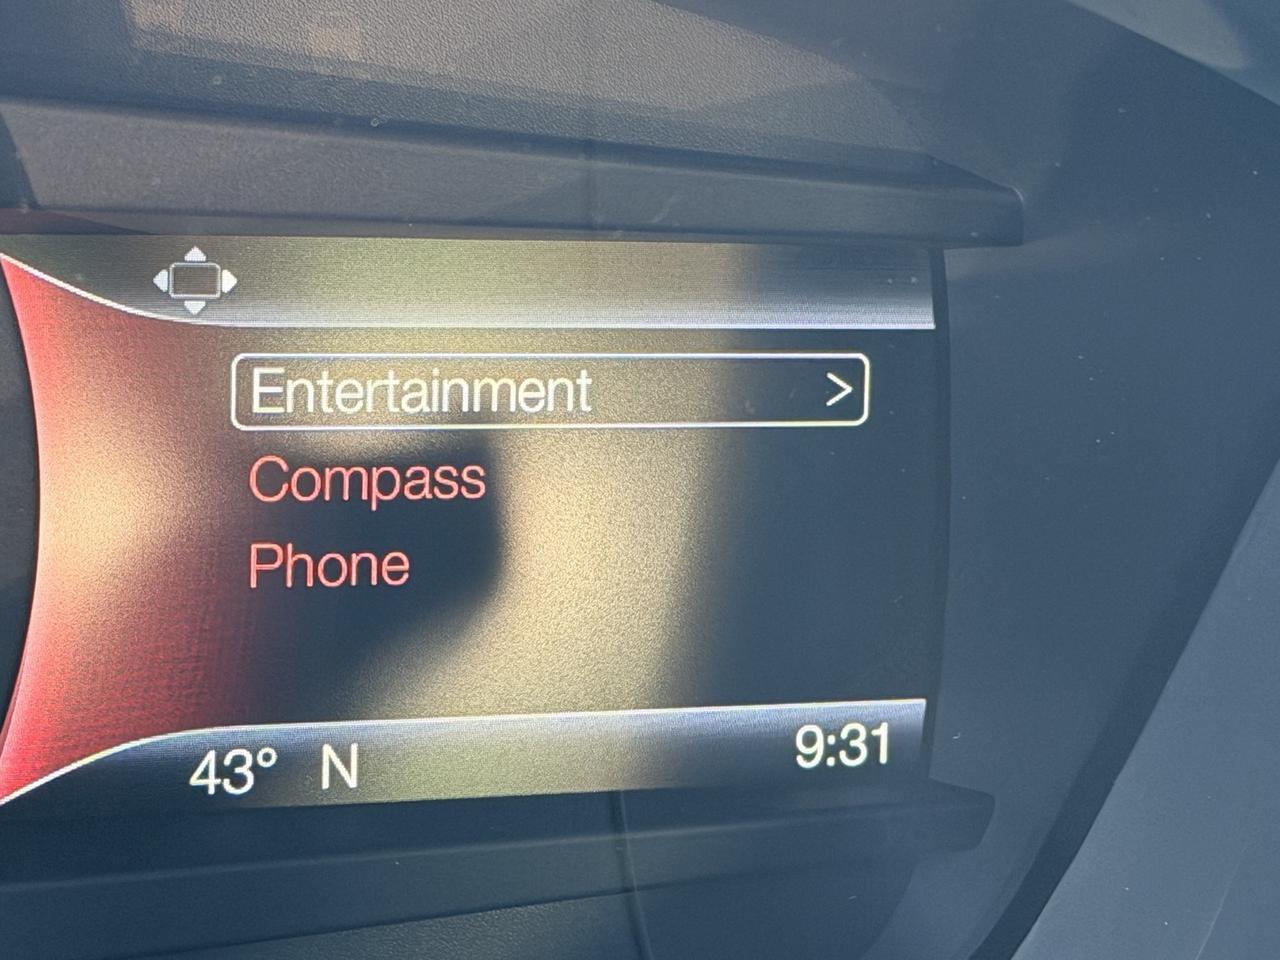 Entertainment >
Compass
Phone
43° N 9:31